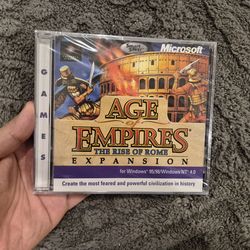 Microsoft
GAMES
AGE
of
EMPIRES
THE RISE OF ROME
EXPANSION
for Windows® 95/98/Windows NT® 4.0
Create the most feared and powerful civilization in history